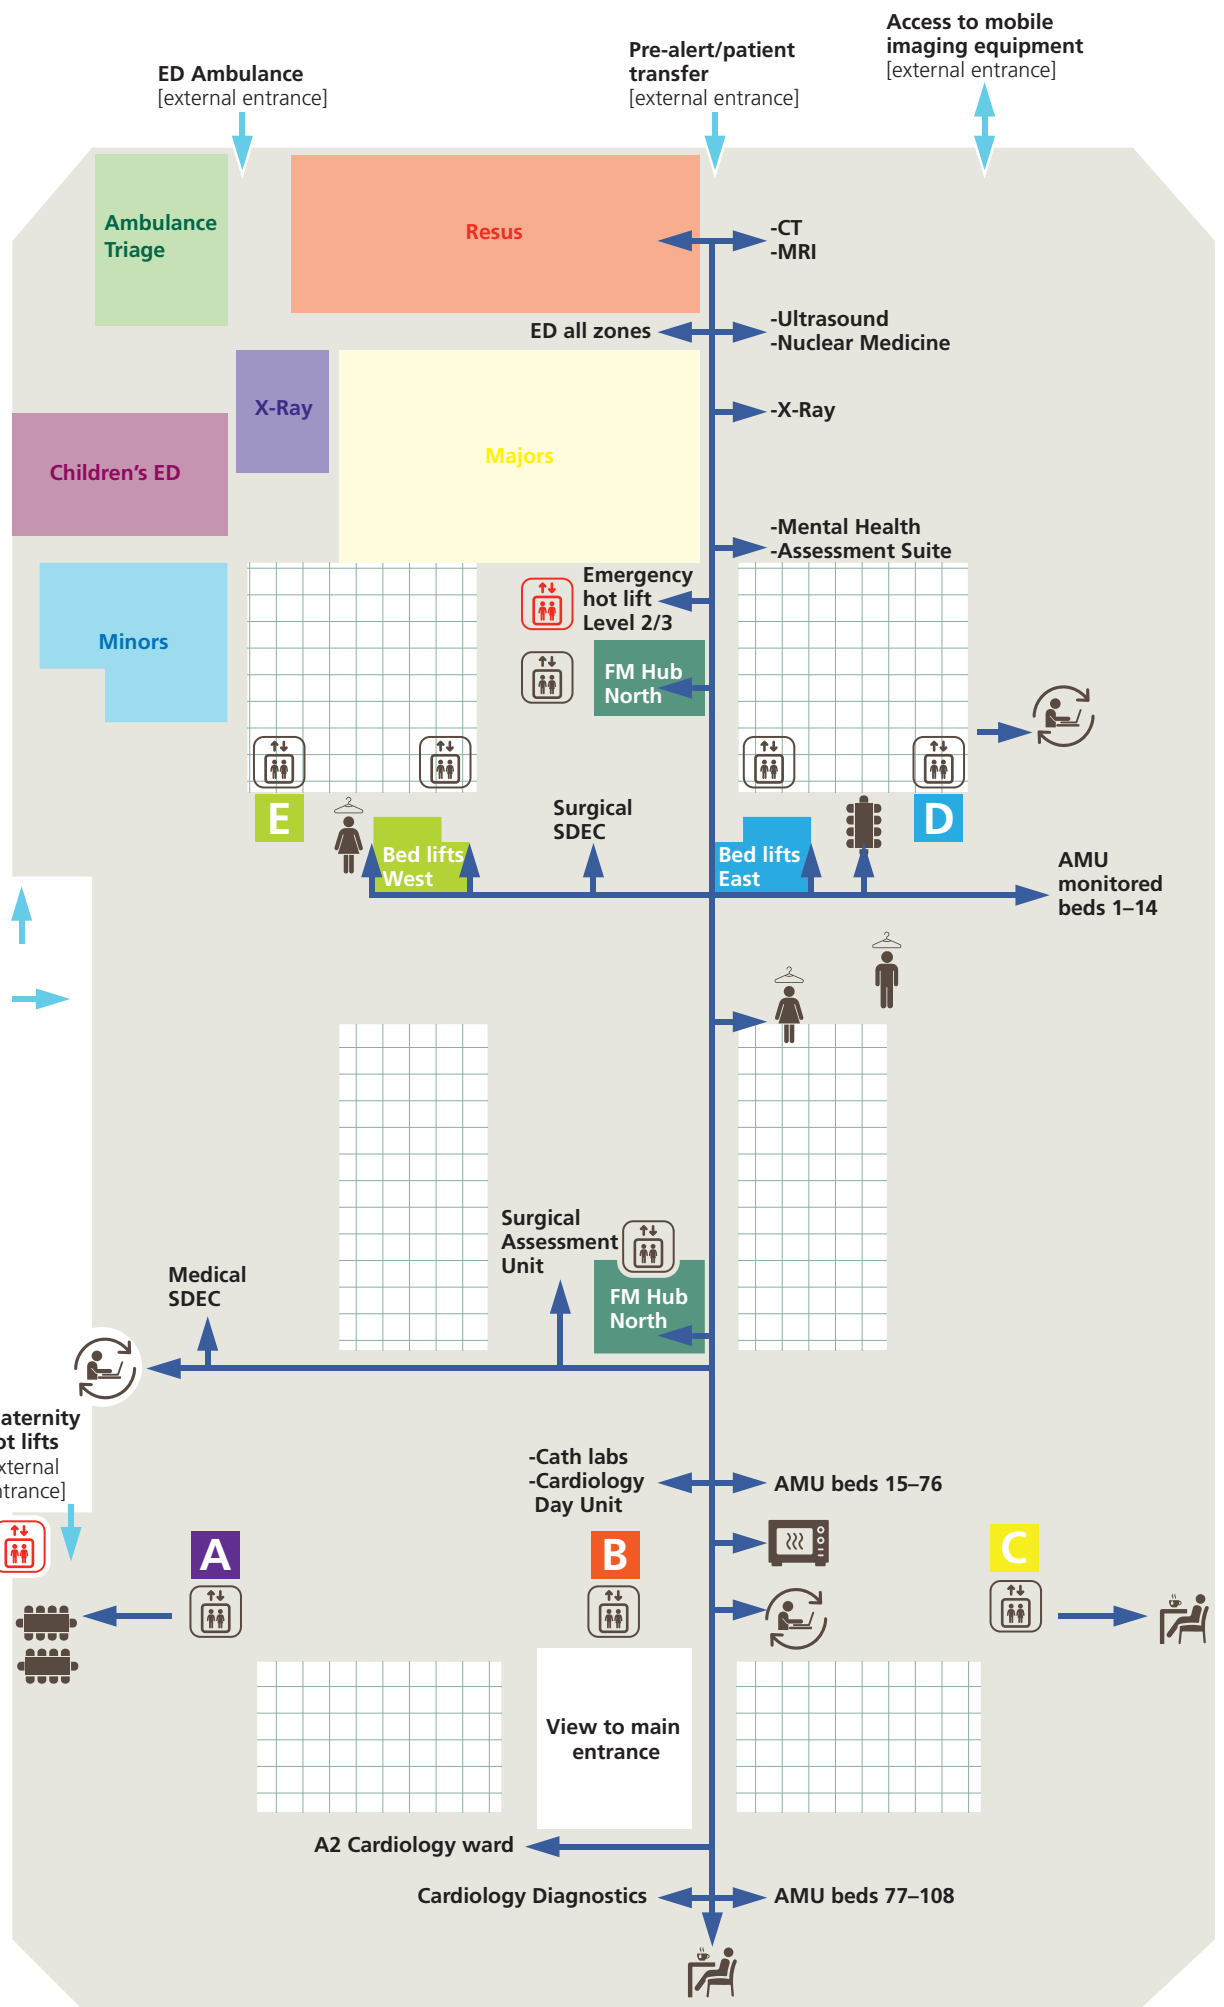 Access to mobile
imaging equipment
[external entrance]
Pre-alert/patient
transfer
[external entrance]
ED Ambulance
[external entrance]
Ambulance
Triage
Resus
-CT
-MRI
ED all zones
-Ultrasound
-Nuclear Medicine
X-Ray
-X-Ray
Majors
Children's ED
-Mental Health
-Assessment Suite
Emergency
hot lift
Level 2/3
Minors
FM Hub
North
E
Surgical
SDEC
D
Bed lifts
West
Bed lifts
East
AMU
monitored
beds 1–14
Surgical
Assessment
Unit
Medical
SDEC
FM Hub
North
aternity
ot lifts
xternal
ntrance]
-Cath labs
-Cardiology
Day Unit
AMU beds 15–76
A
B
C
View to main
entrance
A2 Cardiology ward
Cardiology Diagnostics
AMU beds 77–108